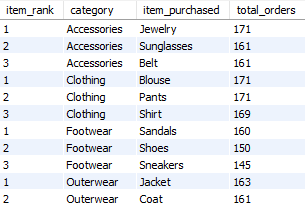 item_rank category item_purchased total_orders
1 Accessories Jewelry 171
2 Accessories Sunglasses 161
3 Accessories Belt 161
1 Clothing Blouse 171
2 Clothing Pants 171
3 Clothing Shirt 169
1 Footwear Sandals 160
2 Footwear Shoes 150
3 Footwear Sneakers 145
1 Outerwear Jacket 163
2 Outerwear Coat 161